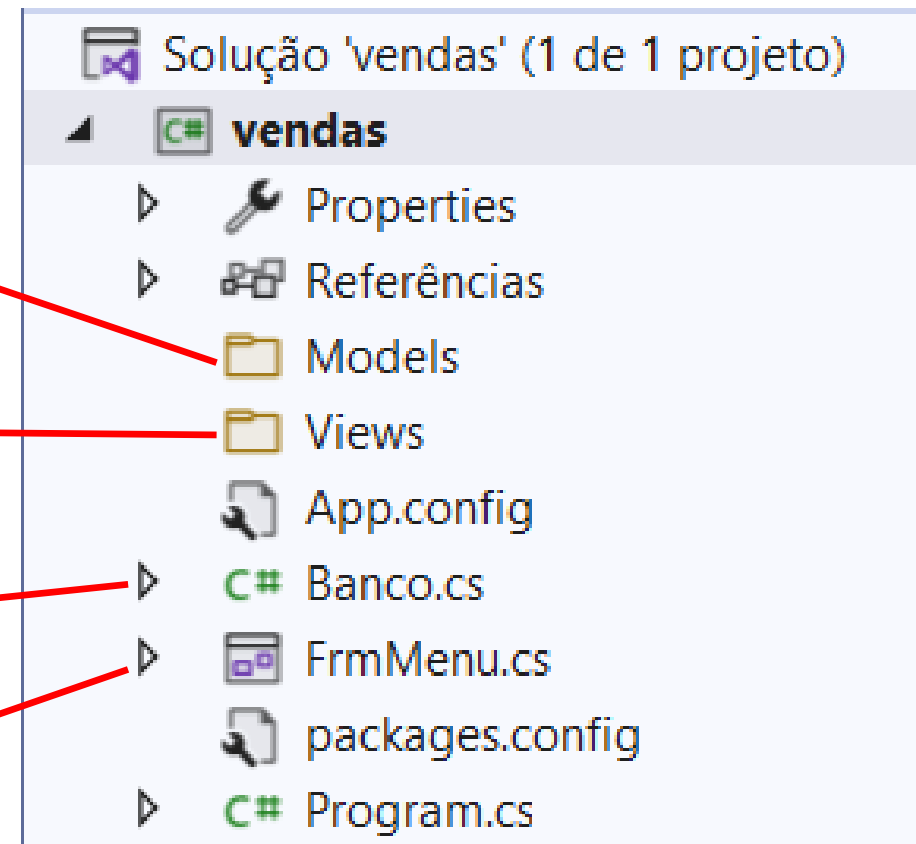 Solução 'vendas' (1 de 1 projeto)
C# vendas
Properties
Referências
Models
Views
App.config
C# Banco.cs
FrmMenu.cs
packages.config
C# Program.cs